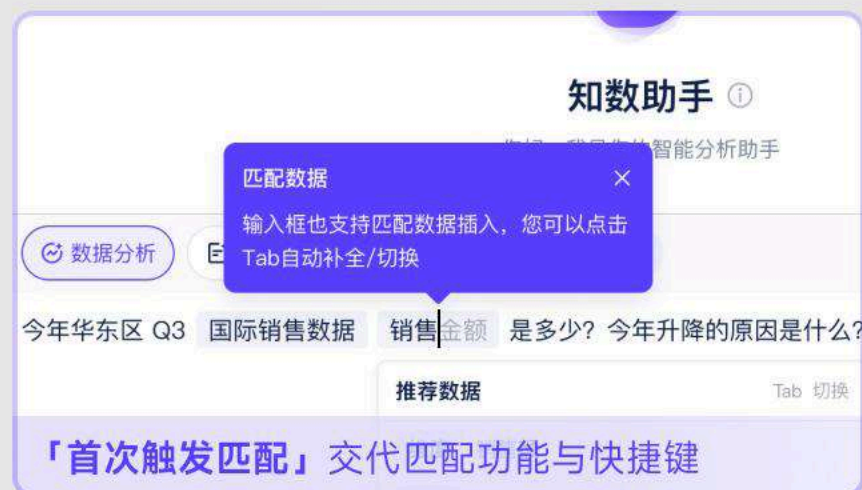 知数助手
智能分析助手
匹配数据
输入框也支持匹配数据插入，您可以点击
Tab自动补全/切换
数据分析
今年华东区 Q3 国际销售数据 销售金额 是多少？今年升降的原因是什么？
推荐数据 Tab 切换
「首次触发匹配」交代匹配功能与快捷键